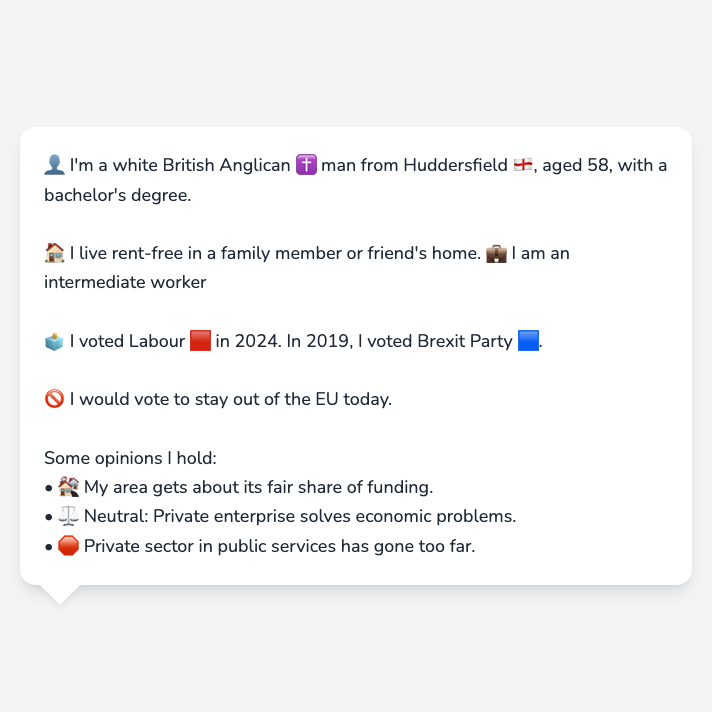 👤 I'm a white British Anglican ✝️ man from Huddersfield 🏴󠁧󠁢󠁥󠁮󠁧󠁿, aged 58, with a
bachelor's degree.
🏠 I live rent-free in a family member or friend's home. 💼 I am an
intermediate worker
🗳️ I voted Labour 🟥 in 2024. In 2019, I voted Brexit Party 🟦.
🚫 I would vote to stay out of the EU today.
Some opinions I hold:
• 🏘️ My area gets about its fair share of funding.
• ⚖️ Neutral: Private enterprise solves economic problems.
• 🛑 Private sector in public services has gone too far.